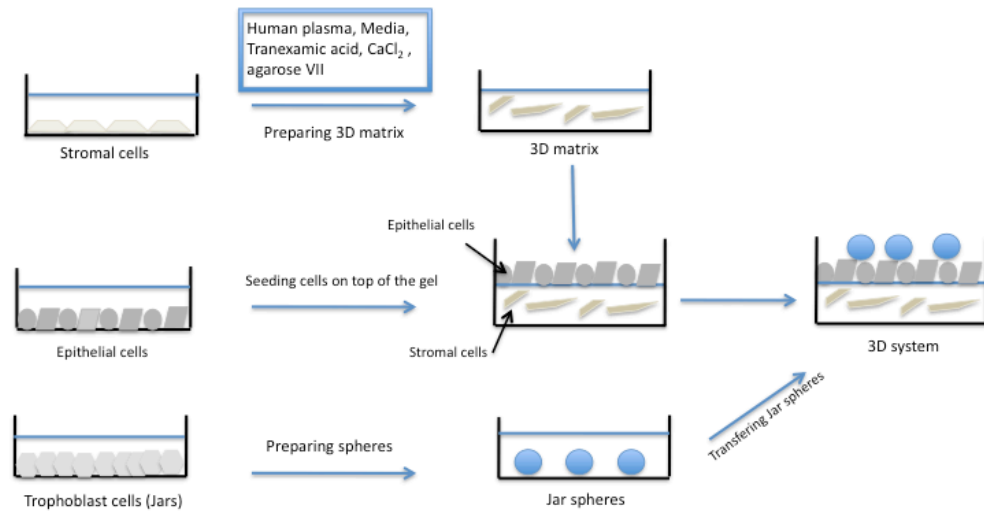 Human plasma, Media,
Tranexamic acid, CaCl₂ ,
agarose VII
Preparing 3D matrix
Stromal cells
3D matrix
Epithelial cells
Seeding cells on top of the gel
Stromal cells
Epithelial cells
3D system
Transfering Jar spheres
Preparing spheres
Trophoblast cells (Jars)
Jar spheres